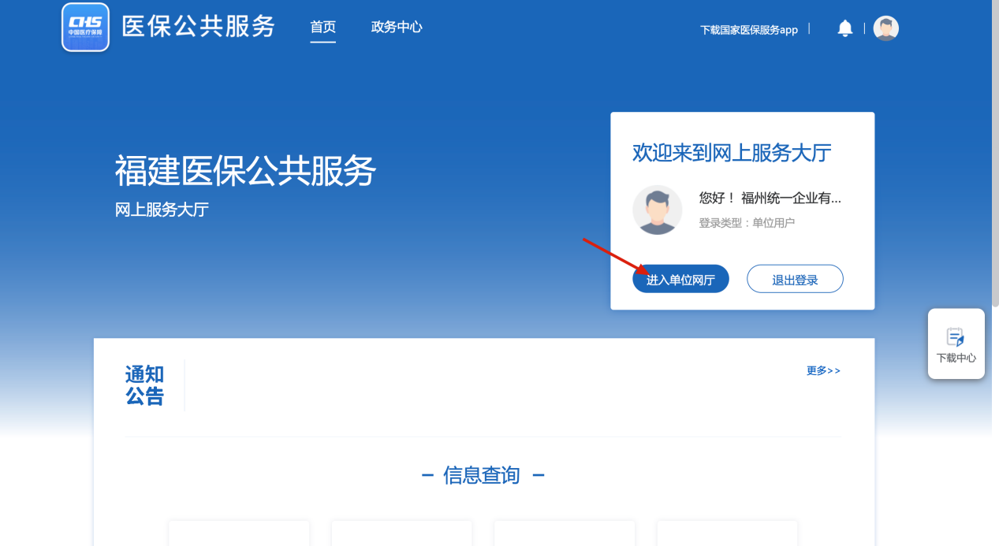 CHS
中国医疗保障
医保公共服务
首页
政务中心
下载国家医保服务app
福建医保公共服务
网上服务大厅
欢迎来到网上服务大厅
您好！ 福州统一企业有...
登录类型：单位用户
进入单位网厅
退出登录
下载中心
通知
公告
更多>>
信息查询